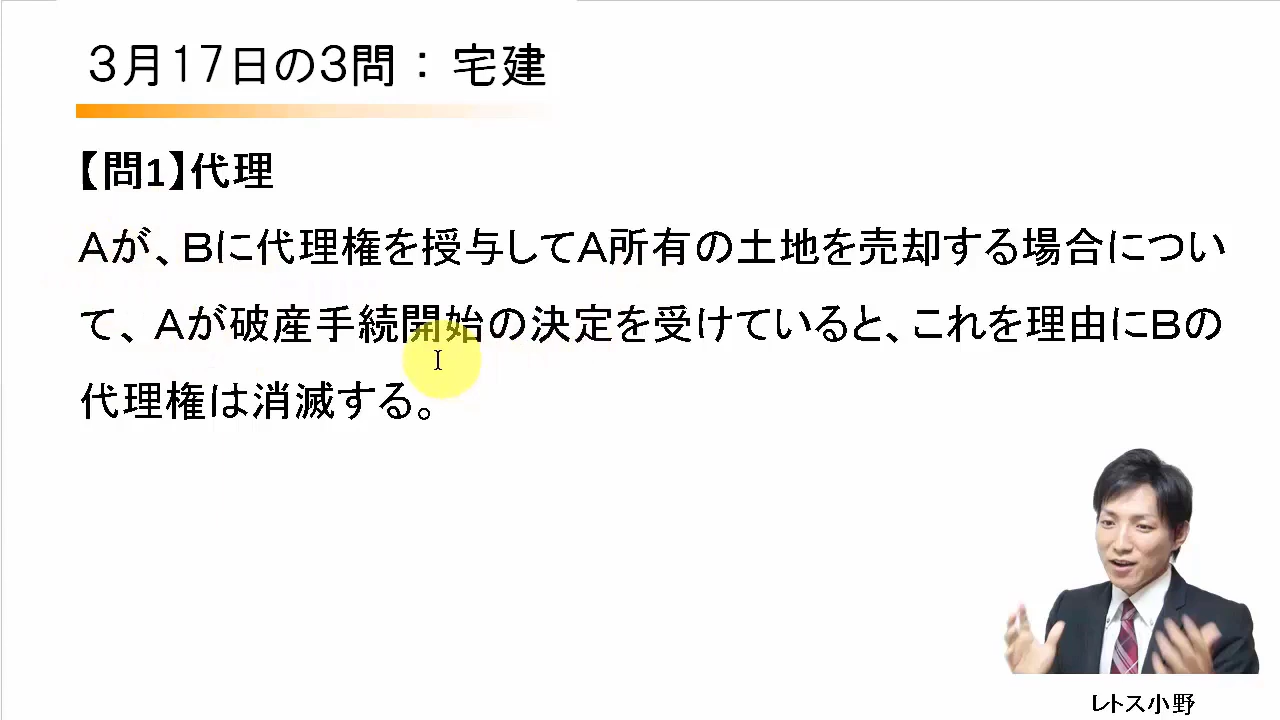 3月17日の3問：宅建
【問1】代理
Ａが、Ｂに代理権を授与してＡ所有の土地を売却する場合につい
て、Ａが破産手続開始の決定を受けていると、これを理由にＢの
代理権は消滅する。
レトス小野